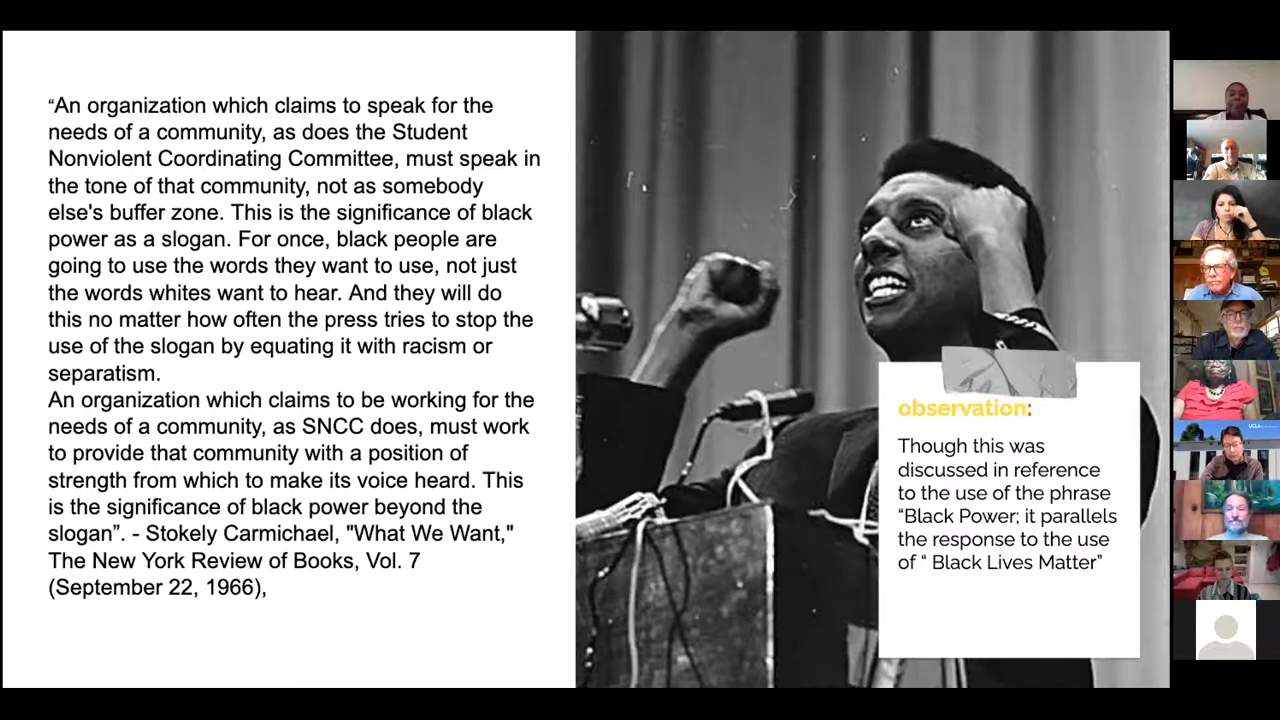 “An organization which claims to speak for the
needs of a community, as does the Student
Nonviolent Coordinating Committee, must speak in
the tone of that community, not as somebody
else's buffer zone. This is the significance of black
power as a slogan. For once, black people are
going to use the words they want to use, not just
the words whites want to hear. And they will do
this no matter how often the press tries to stop the
use of the slogan by equating it with racism or
separatism.
An organization which claims to be working for the
needs of a community, as SNCC does, must work
to provide that community with a position of
strength from which to make its voice heard. This
is the significance of black power beyond the
slogan”. - Stokely Carmichael, "What We Want,"
The New York Review of Books, Vol. 7
(September 22, 1966),
observation:
Though this was
discussed in reference
to the use of the phrase
“Black Power; it parallels
the response to the use
of “ Black Lives Matter”
UCLA